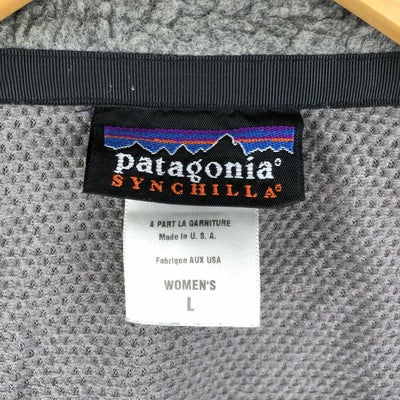 patagonia®
SYNCHILLA®
A PART LA GARNITURE
Made in U. S. A.
Fabrique AUX USA
WOMEN'S
L